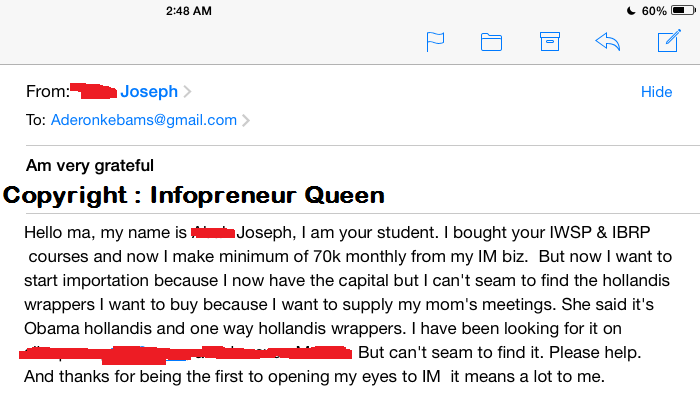 2:48 AM 60%
From: Joseph Hide
To: Aderonkebams@gmail.com
Am very grateful
Copyright : Infopreneur Queen
Hello ma, my name is Joseph, I am your student. I bought your IWSP & IBRP
courses and now I make minimum of 70k monthly from my IM biz. But now I want to
start importation because I now have the capital but I can't seam to find the hollandis
wrappers I want to buy because I want to supply my mom's meetings. She said it's
Obama hollandis and one way hollandis wrappers. I have been looking for it on
But can't seam to find it. Please help.
And thanks for being the first to opening my eyes to IM it means a lot to me.